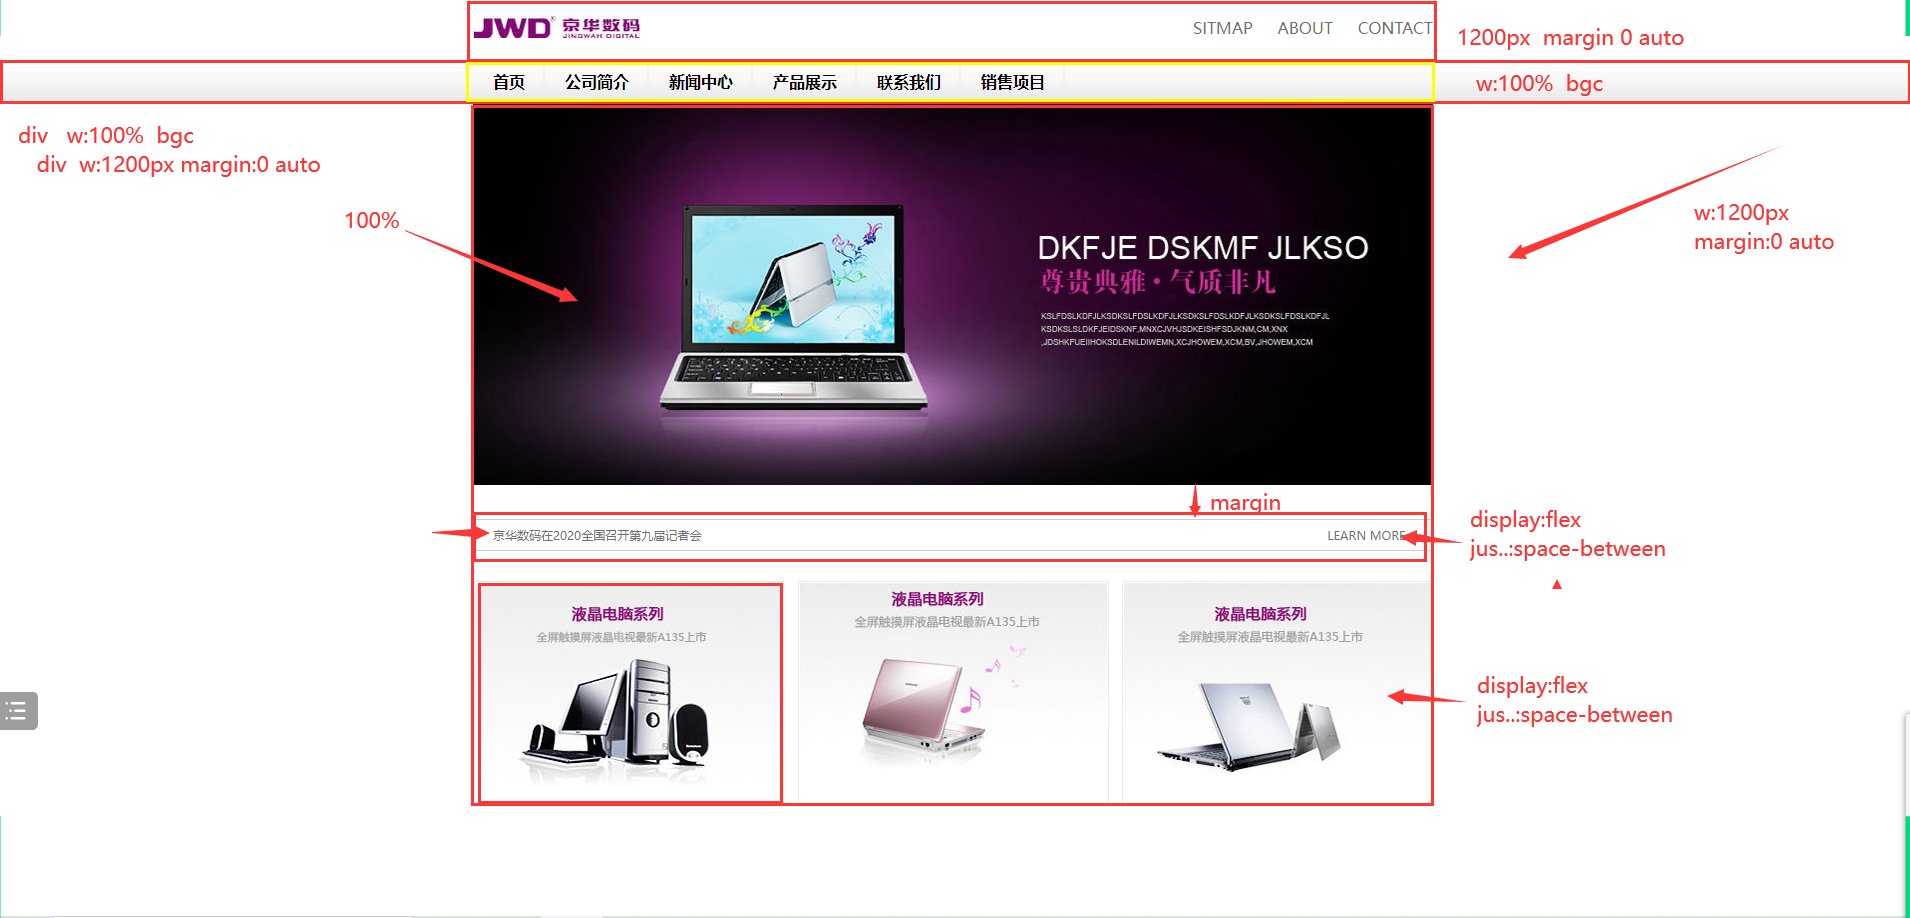 JWD 京华数码
JINGWAH DIGITAL
SITMAP ABOUT CONTACT
1200px margin 0 auto
首页 公司简介 新闻中心 产品展示 联系我们 销售项目
w:100% bgc
div w:100% bgc
div w:1200px margin:0 auto
100%
w:1200px
margin:0 auto
DKFJE DSKMF JLKSO
尊贵典雅·气质非凡
KSLFDSLKDFJLKSDKSLFDSLKDFJLKSDKSLFDSLKDFJLKSDKSLFDSLKDFJL
KSDKSLSLDKFJEIDSKNF,MNXCJVHJSDKEISHFSDJKNM,CM,XNX
,JDSHKFUEIIHOKSDLENILDIWEMN,XCJHOWEM,XCM,BV,JHOWEM,XCM
margin
京华数码在2020全国召开第九届记者会 LEARN MORE
display:flex
jus..:space-between
液晶电脑系列
全屏触摸屏液晶电视最新A135上市
液晶电脑系列
全屏触摸屏液晶电视最新A135上市
液晶电脑系列
全屏触摸屏液晶电视最新A135上市
display:flex
jus..:space-between